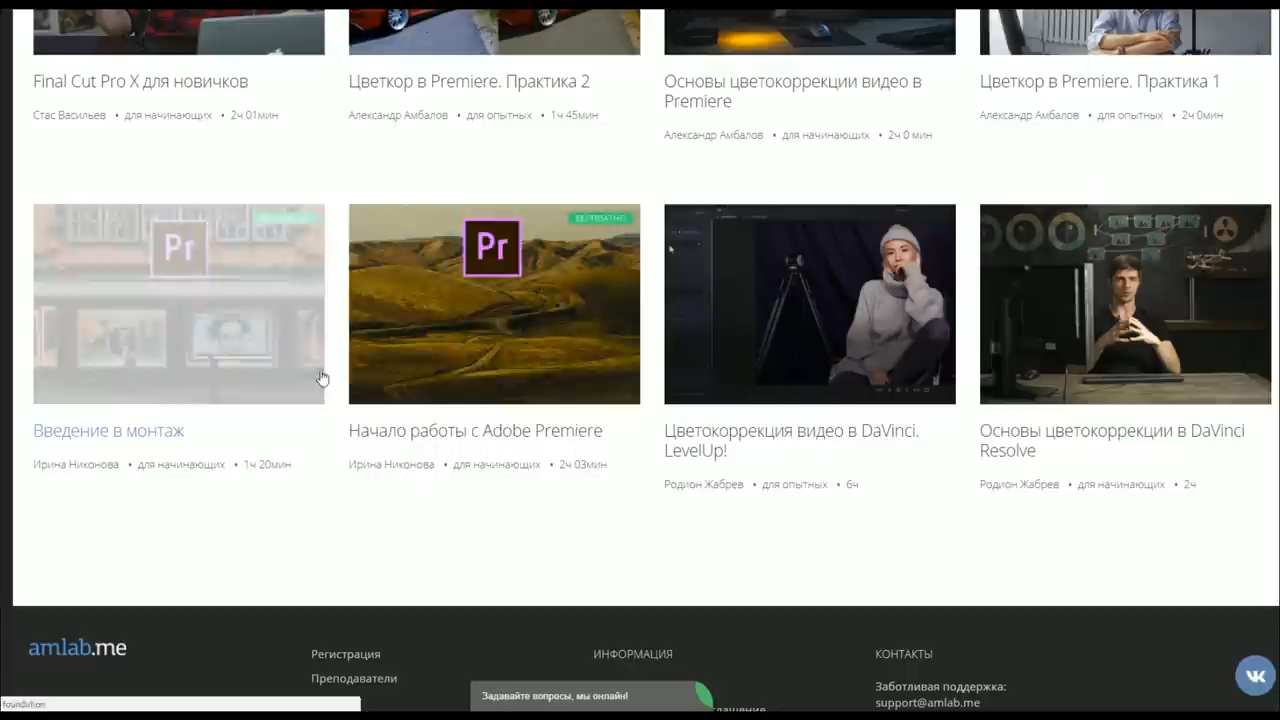 Final Cut Pro X для новичков
Стас Васильев • для начинающих • 2ч 01мин
Цветкор в Premiere. Практика 2
Александр Амбалов • для опытных • 1ч 45мин
Основы цветокоррекции видео в
Premiere
Александр Амбалов • для начинающих • 2ч 0 мин
Цветкор в Premiere. Практика 1
Александр Амбалов • для опытных • 2ч 0мин
Pr
Введение в монтаж
Ирина Никонова • для начинающих • 1ч 20мин
БЕСПЛАТНО
Pr
Начало работы с Adobe Premiere
Ирина Никонова • для начинающих • 2ч 03мин
Цветокоррекция видео в DaVinci.
LevelUp!
Родион Жабрев • для опытных • 6ч
Основы цветокоррекции в DaVinci
Resolve
Родион Жабрев • для начинающих • 2ч
amlab.me
Регистрация
Преподаватели
ИНФОРМАЦИЯ
КОНТАКТЫ
Заботливая поддержка:
support@amlab.me
Задавайте вопросы, мы онлайн!